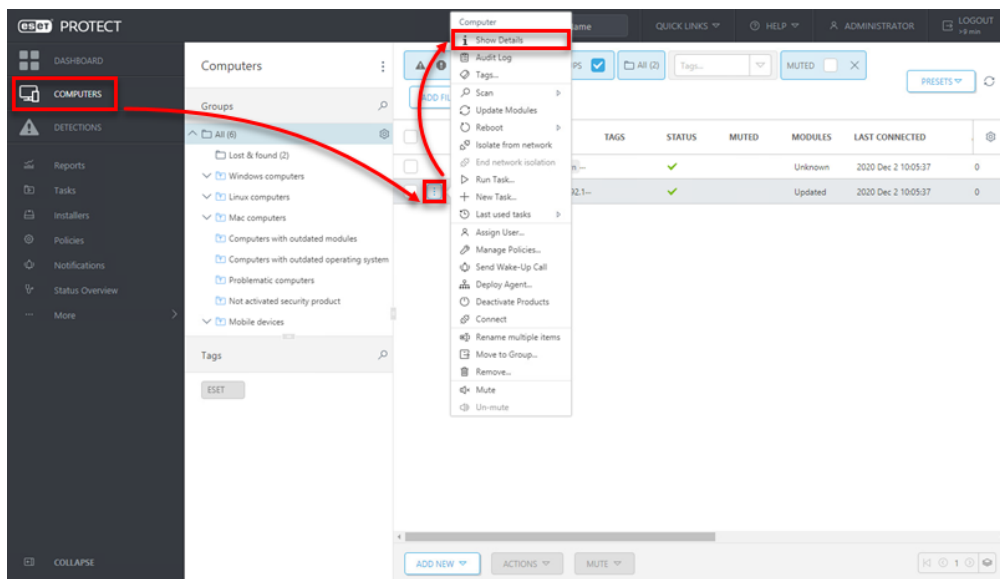 eset PROTECT
QUICK LINKS
HELP
ADMINISTRATOR
LOGOUT
>9 min
DASHBOARD
COMPUTERS
DETECTIONS
Reports
Tasks
Installers
Policies
Notifications
Status Overview
More
COLLAPSE
Computers
Groups
All (6)
Lost & found (2)
Windows computers
Linux computers
Mac computers
Computers with outdated modules
Computers with outdated operating system
Problematic computers
Not activated security product
Mobile devices
Tags
ESET
Computer
Show Details
Audit Log
Tags...
Scan
Update Modules
Reboot
Isolate from network
End network isolation
Run Task...
New Task...
Last used tasks
Assign User...
Manage Policies...
Send Wake-Up Call
Deploy Agent...
Deactivate Products
Connect
Rename multiple items
Move to Group...
Remove...
Mute
Un-mute
All (2)
Tags...
MUTED
PRESETS
TAGS STATUS MUTED MODULES LAST CONNECTED
Unknown 2020 Dec 2 10:05:37 0
Updated 2020 Dec 2 10:05:37 0
ADD NEW
ACTIONS
MUTE
1